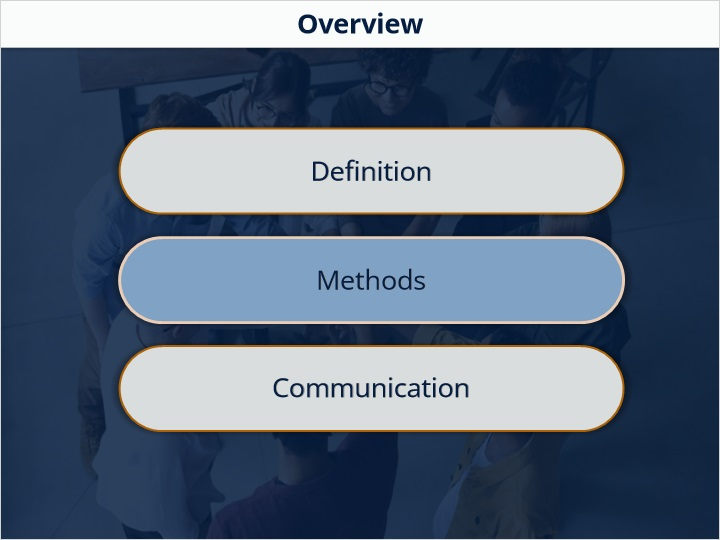 Overview
Definition
Methods
Communication